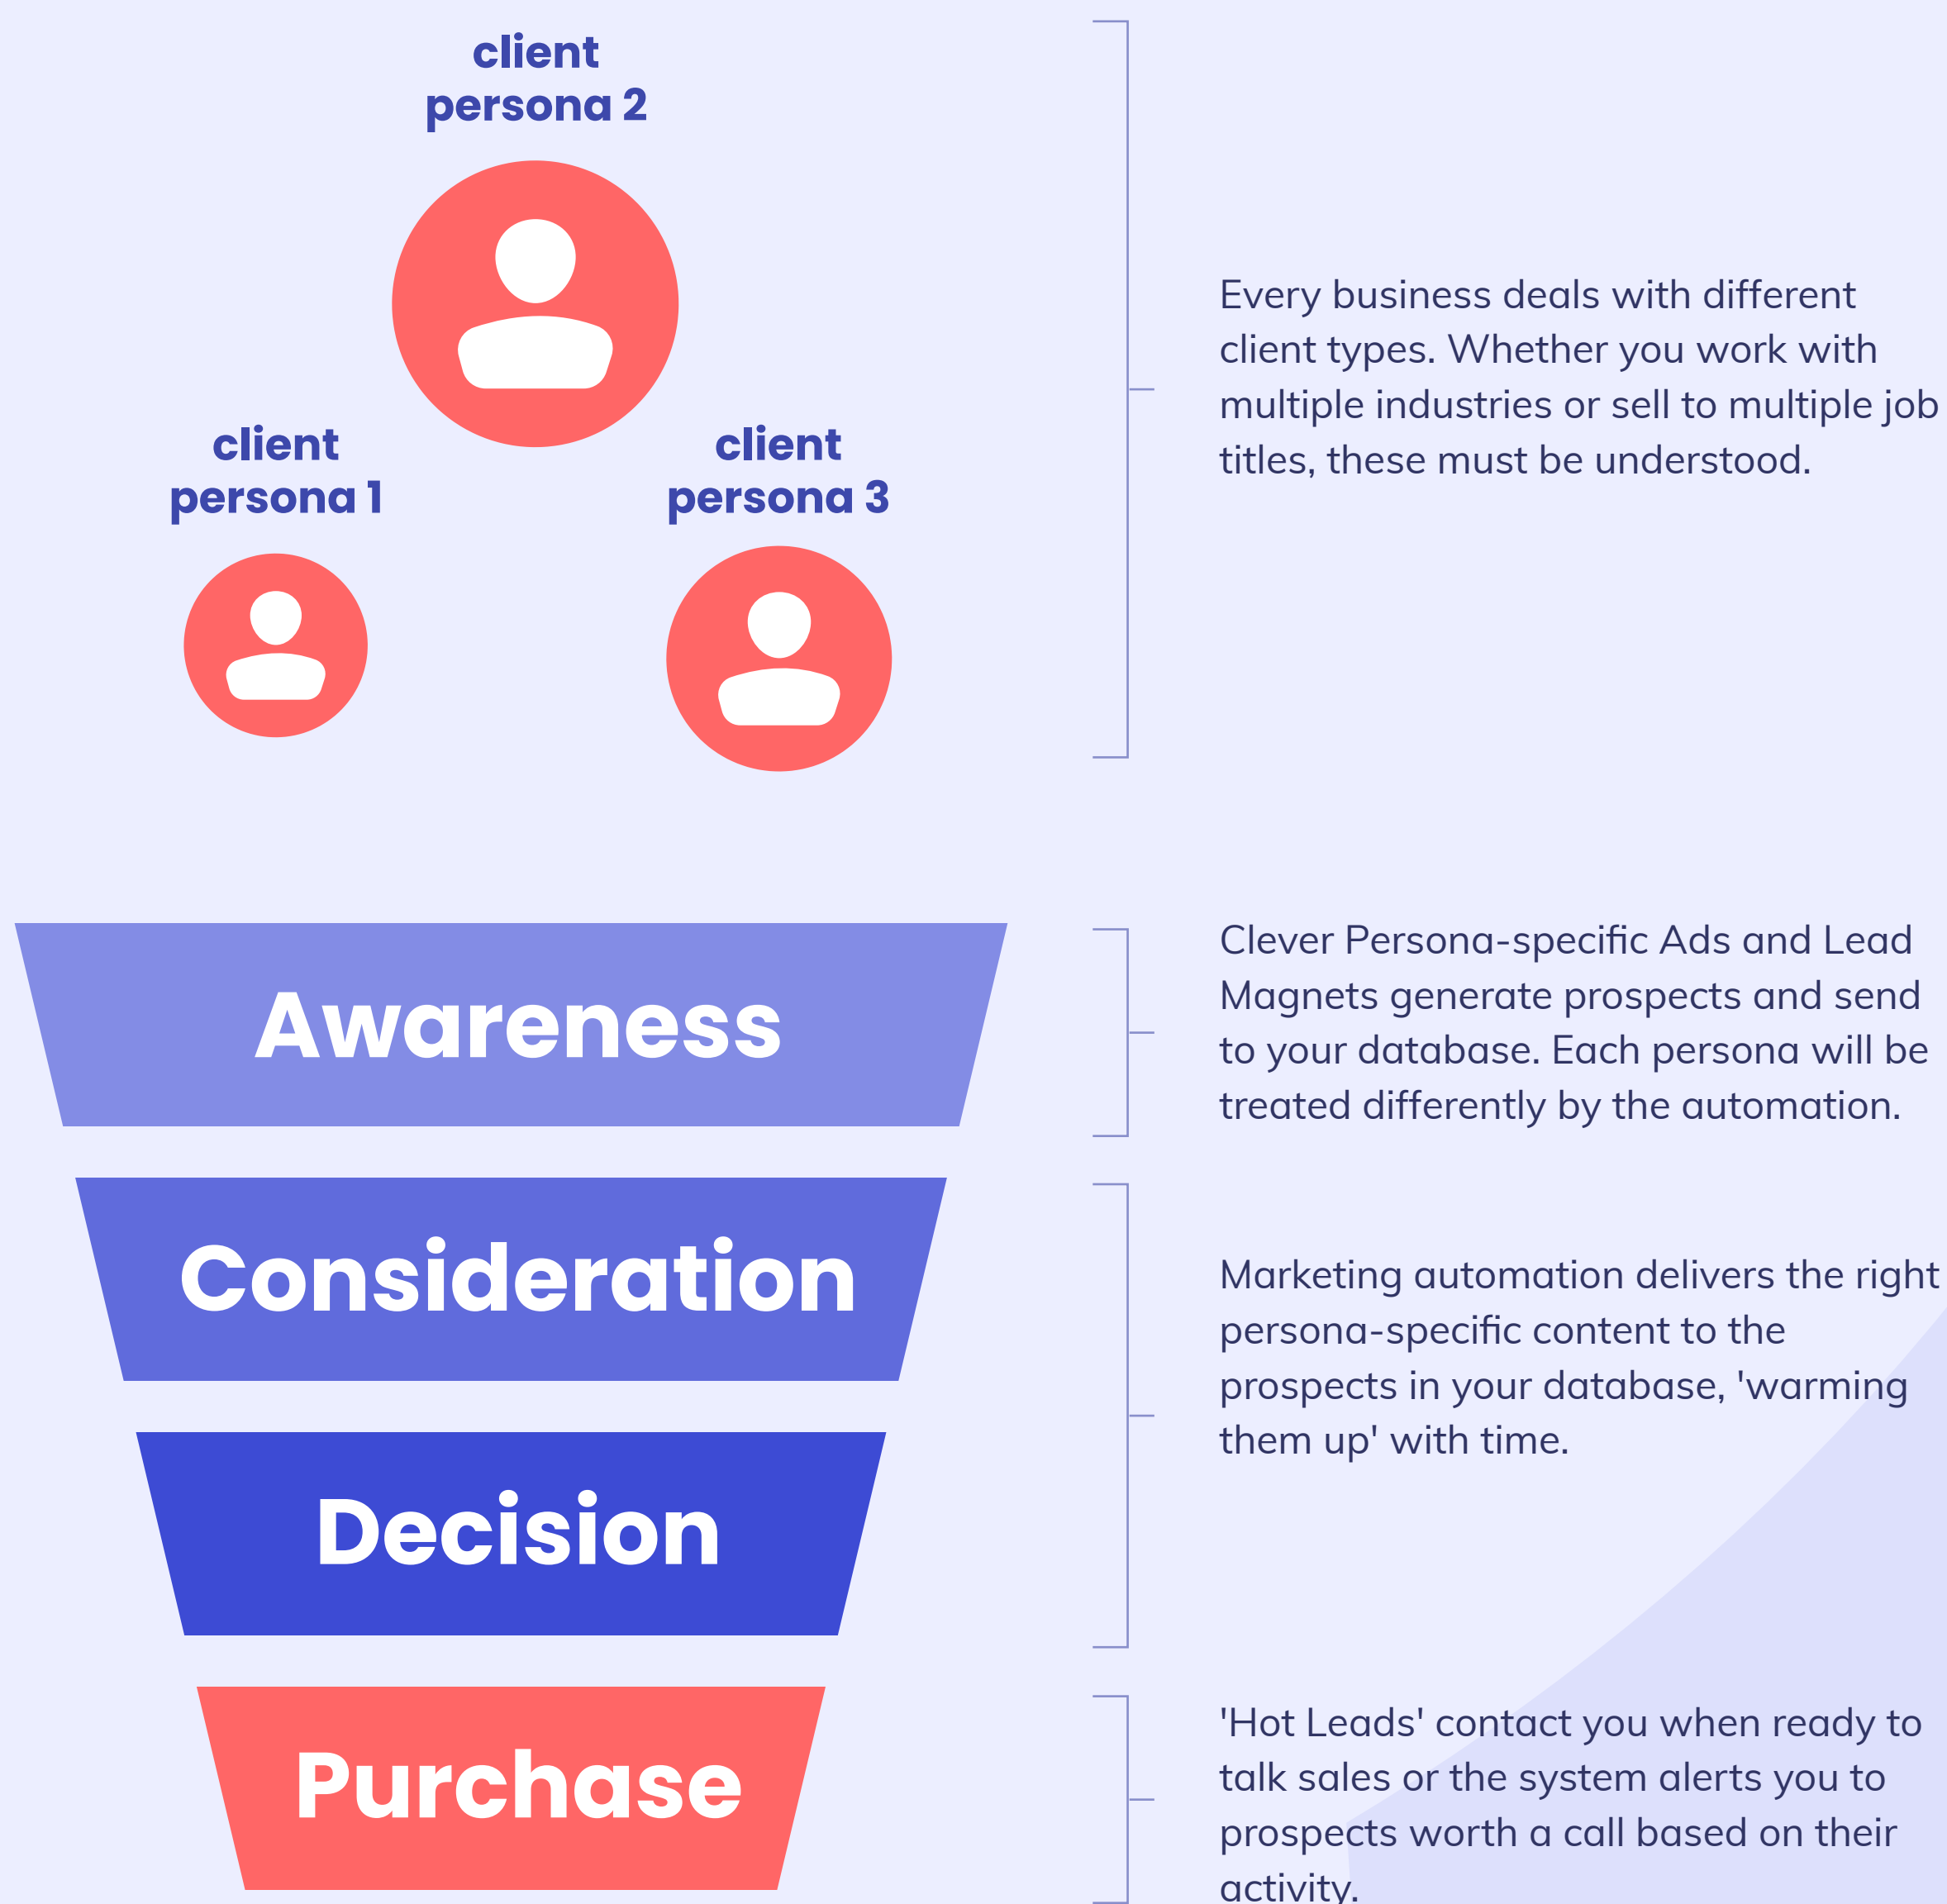 client
persona 2
client
persona 1
client
persona 3
Every business deals with different
client types. Whether you work with
multiple industries or sell to multiple job
titles, these must be understood.
Awareness
Clever Persona-specific Ads and Lead
Magnets generate prospects and send
to your database. Each persona will be
treated differently by the automation.
Consideration
Decision
Marketing automation delivers the right
persona-specific content to the
prospects in your database, 'warming
them up' with time.
Purchase
'Hot Leads' contact you when ready to
talk sales or the system alerts you to
prospects worth a call based on their
activity.